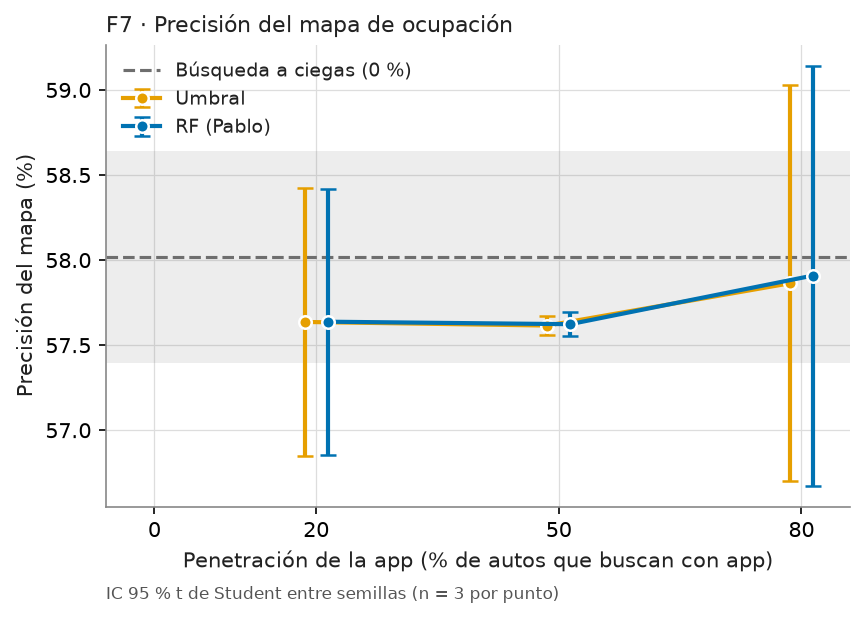 F7 · Precisión del mapa de ocupación
Búsqueda a ciegas (0 %)
Umbral
RF (Pablo)
59.0
58.5
58.0
57.5
57.0
Precisión del mapa (%)
0
20
50
80
Penetración de la app (% de autos que buscan con app)
IC 95 % t de Student entre semillas (n = 3 por punto)